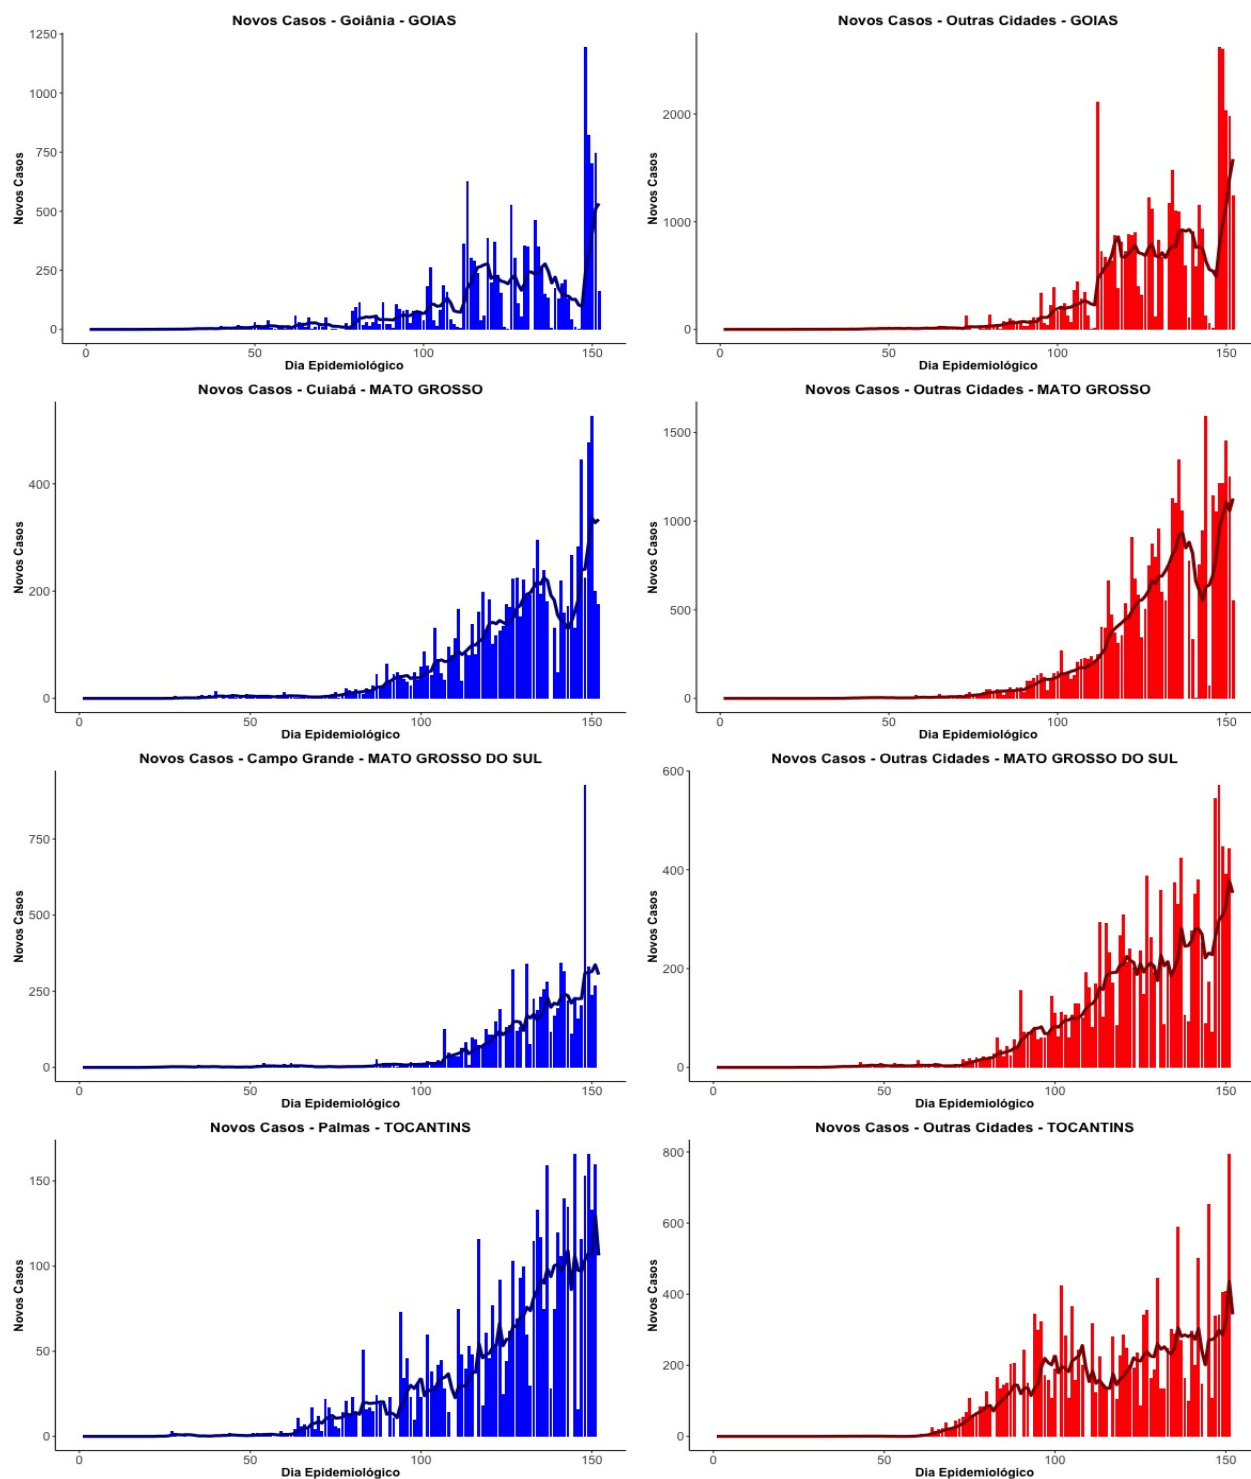 Novos Casos - Goiânia - GOIAS
1250
1000
750
500
250
0
0 50 100 150
Novos Casos
Dia Epidemiológico
Novos Casos - Outras Cidades - GOIAS
2000
1000
0
0 50 100 150
Novos Casos
Dia Epidemiológico
Novos Casos - Cuiabá - MATO GROSSO
400
200
0
0 50 100 150
Novos Casos
Dia Epidemiológico
Novos Casos - Outras Cidades - MATO GROSSO
1500
1000
500
0
0 50 100 150
Novos Casos
Dia Epidemiológico
Novos Casos - Campo Grande - MATO GROSSO DO SUL
750
500
250
0
0 50 100 150
Novos Casos
Dia Epidemiológico
Novos Casos - Outras Cidades - MATO GROSSO DO SUL
600
400
200
0
0 50 100 150
Novos Casos
Dia Epidemiológico
Novos Casos - Palmas - TOCANTINS
150
100
50
0
0 50 100 150
Novos Casos
Dia Epidemiológico
Novos Casos - Outras Cidades - TOCANTINS
800
600
400
200
0
0 50 100 150
Novos Casos
Dia Epidemiológico